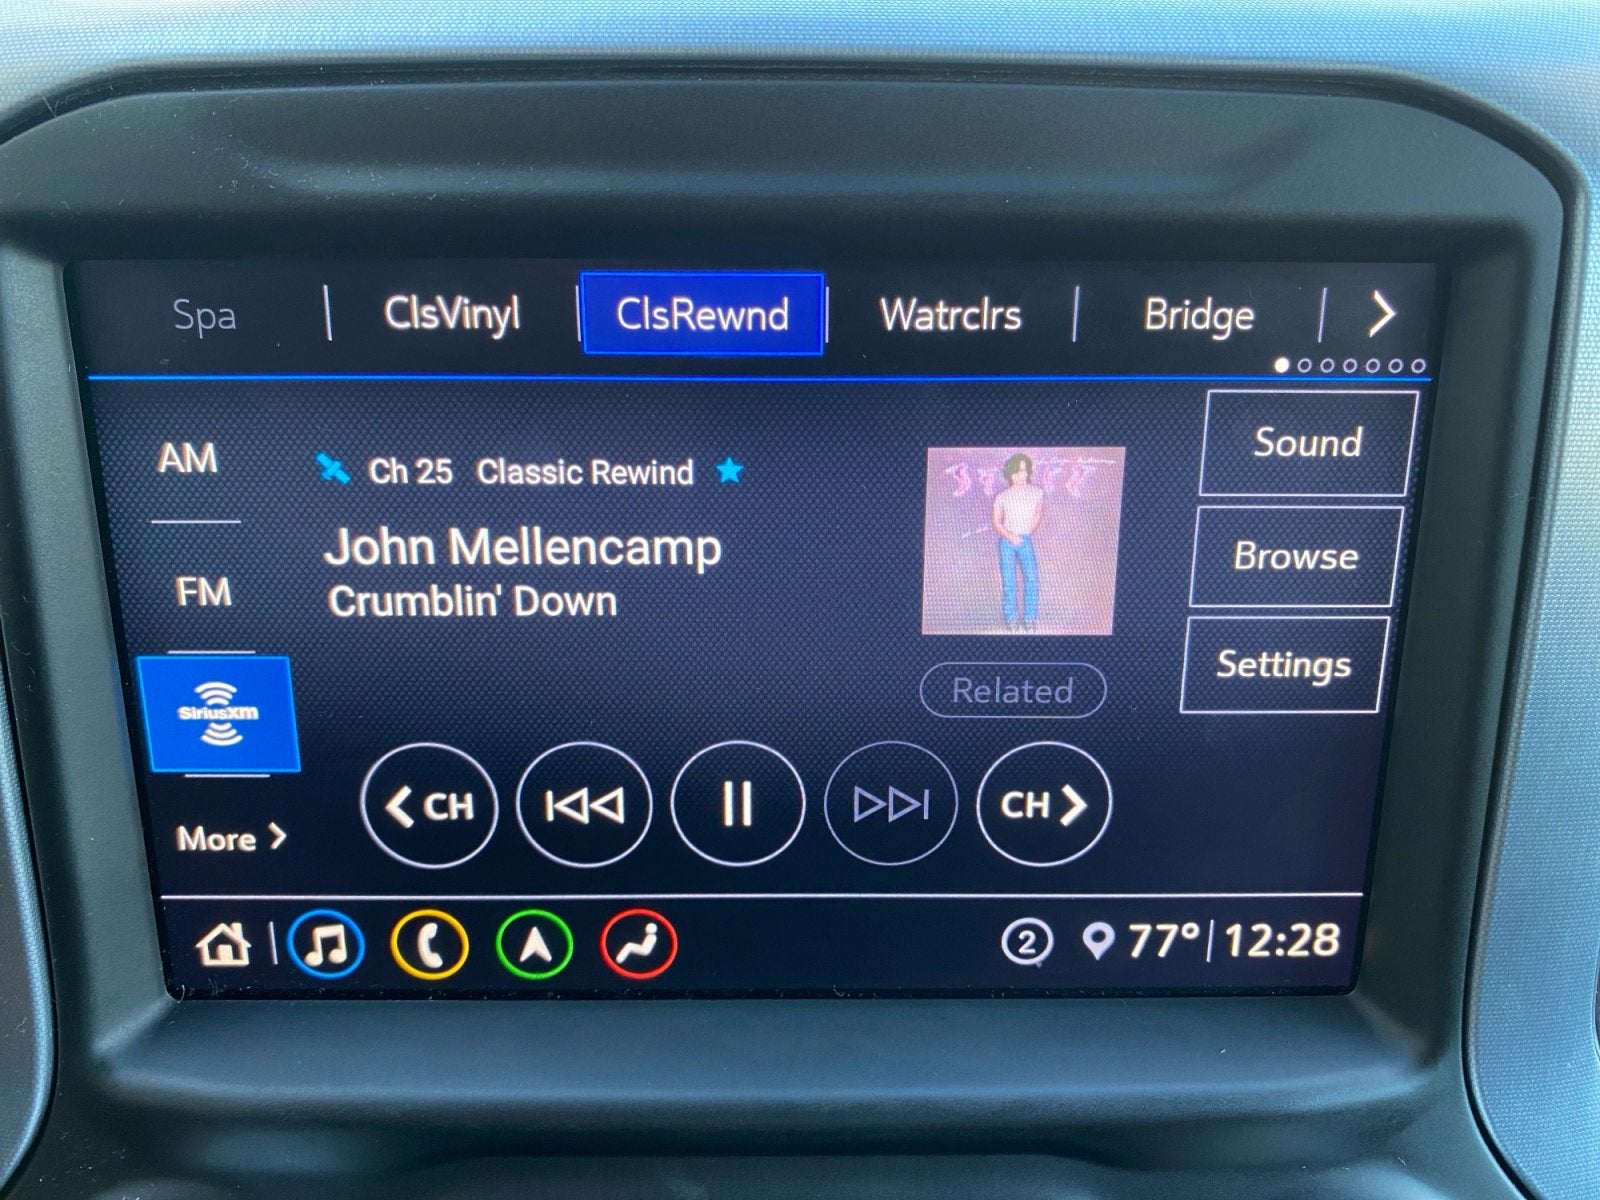 Spa | ClsVinyl | ClsRewnd | Watrclrs | Bridge | >
AM
FM
SiriusXM
More >
Ch 25 Classic Rewind
John Mellencamp
Crumblin' Down
Related
Sound
Browse
Settings
< CH
CH >
2 77° | 12:28